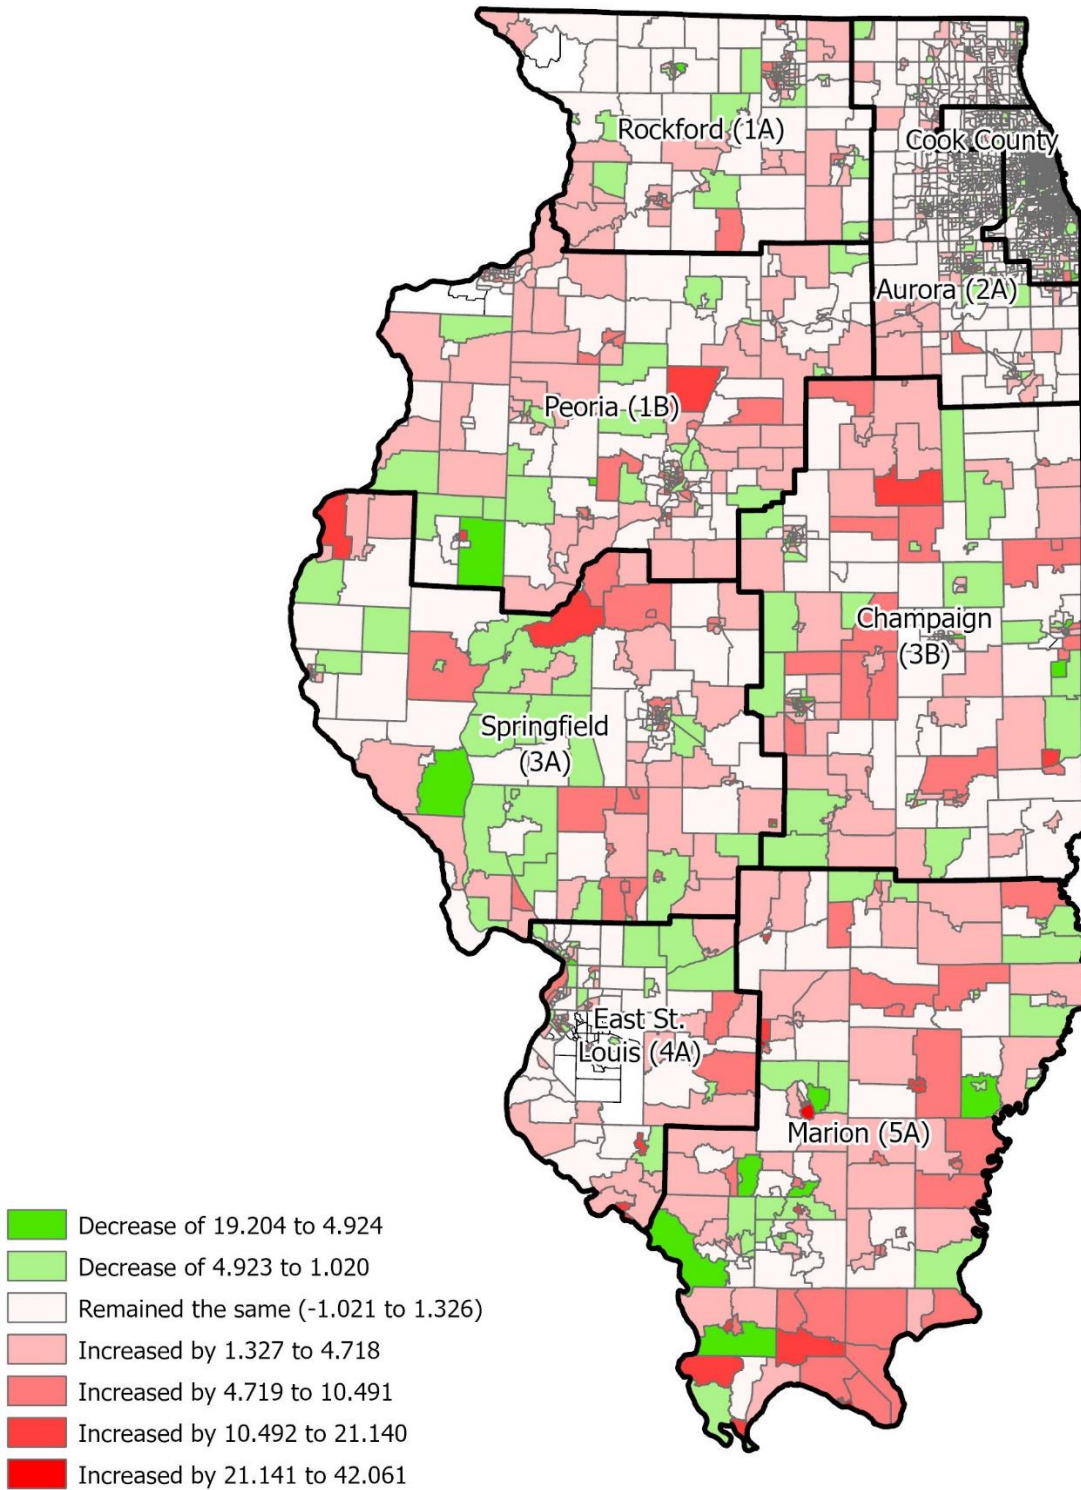 Rockford (1A)
Cook County
Aurora (2A)
Peoria (1B)
Champaign
(3B)
Springfield
(3A)
East St.
Louis (4A)
Marion (5A)
Decrease of 19.204 to 4.924
Decrease of 4.923 to 1.020
Remained the same (-1.021 to 1.326)
Increased by 1.327 to 4.718
Increased by 4.719 to 10.491
Increased by 10.492 to 21.140
Increased by 21.141 to 42.061